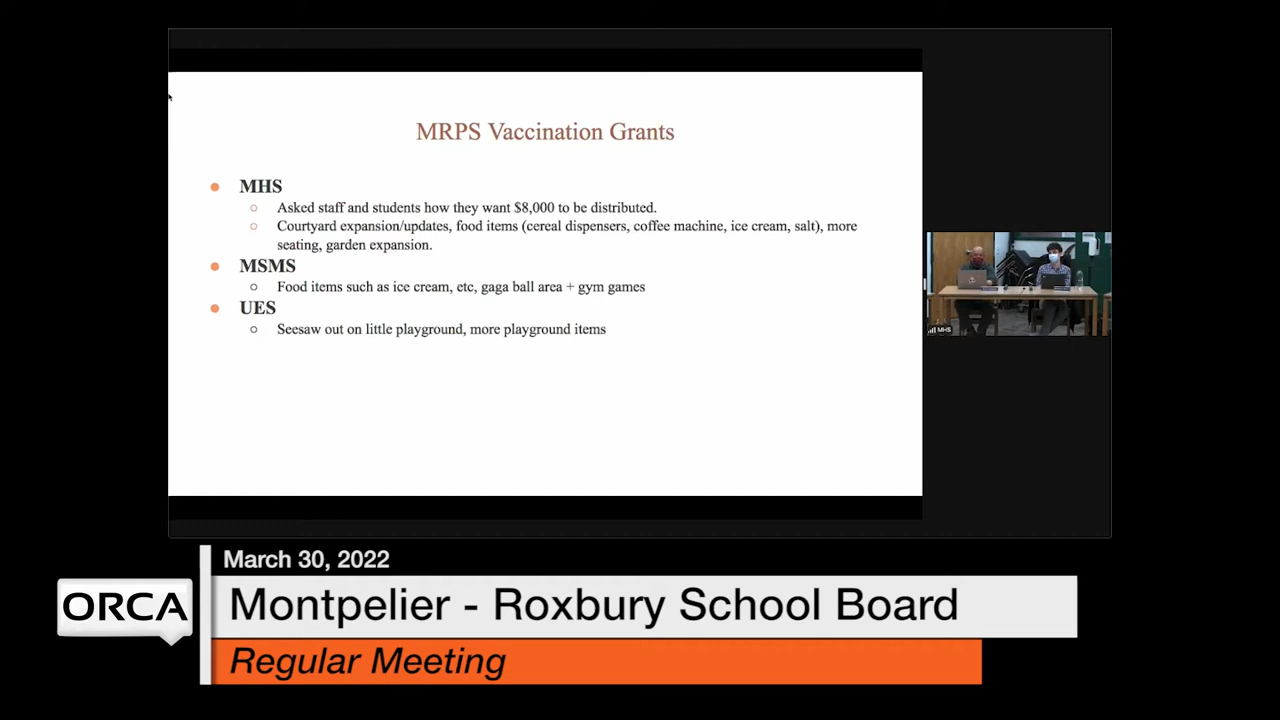 MRPS Vaccination Grants
MHS
Asked staff and students how they want $8,000 to be distributed.
Courtyard expansion/updates, food items (cereal dispensers, coffee machine, ice cream, salt), more
seating, garden expansion.
MSMS
Food items such as ice cream, etc, gaga ball area + gym games
UES
Seesaw out on little playground, more playground items
MHS
March 30, 2022
ORCA
Montpelier - Roxbury School Board
Regular Meeting